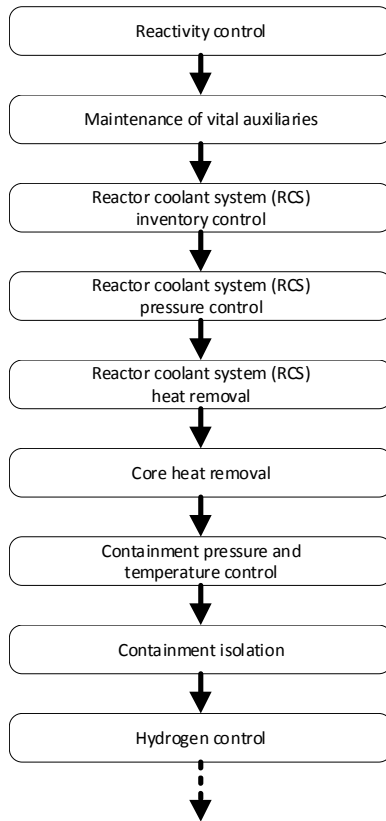 Reactivity control
Maintenance of vital auxiliaries
Reactor coolant system (RCS)
inventory control
Reactor coolant system (RCS)
pressure control
Reactor coolant system (RCS)
heat removal
Core heat removal
Containment pressure and
temperature control
Containment isolation
Hydrogen control